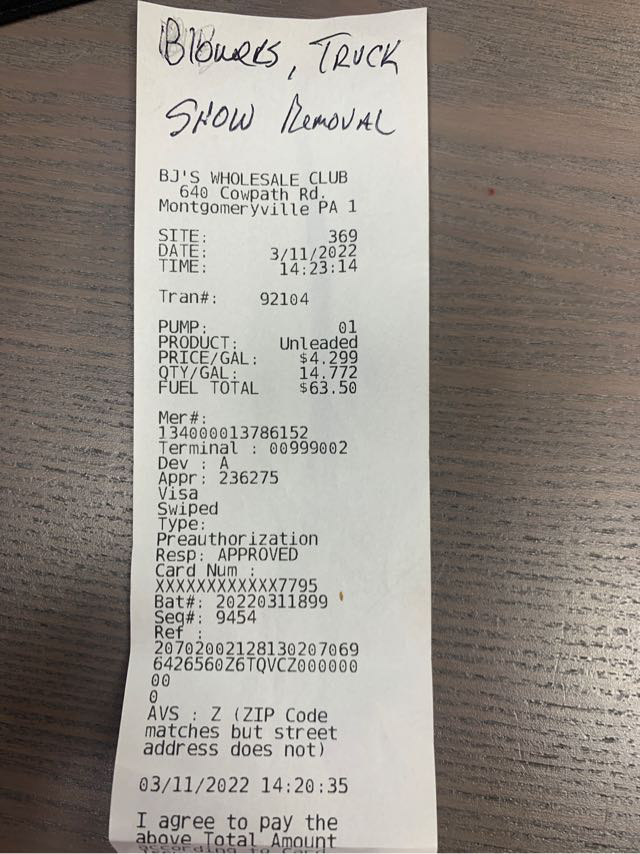 Blowers, Truck
Snow Removal
BJ'S WHOLESALE CLUB
640 Cowpath Rd.
Montgomeryville PA 1
SITE: 369
DATE: 3/11/2022
TIME: 14:23:14
Tran#: 92104
PUMP: 01
PRODUCT: Unleaded
PRICE/GAL: $4.299
QTY/GAL: 14.772
FUEL TOTAL $63.50
Mer#:
134000013786152
Terminal : 00999002
Dev : A
Appr: 236275
Visa
Swiped
Type:
Preauthorization
Resp: APPROVED
Card Num :
XXXXXXXXXXXX7795
Bat#: 20220311899
Seq#: 9454
Ref :
20702002128130207069
6426560Z6TQVCZ000000
00
0
AVS : Z (ZIP Code
matches but street
address does not)
03/11/2022 14:20:35
I agree to pay the
above Total Amount
according to Card